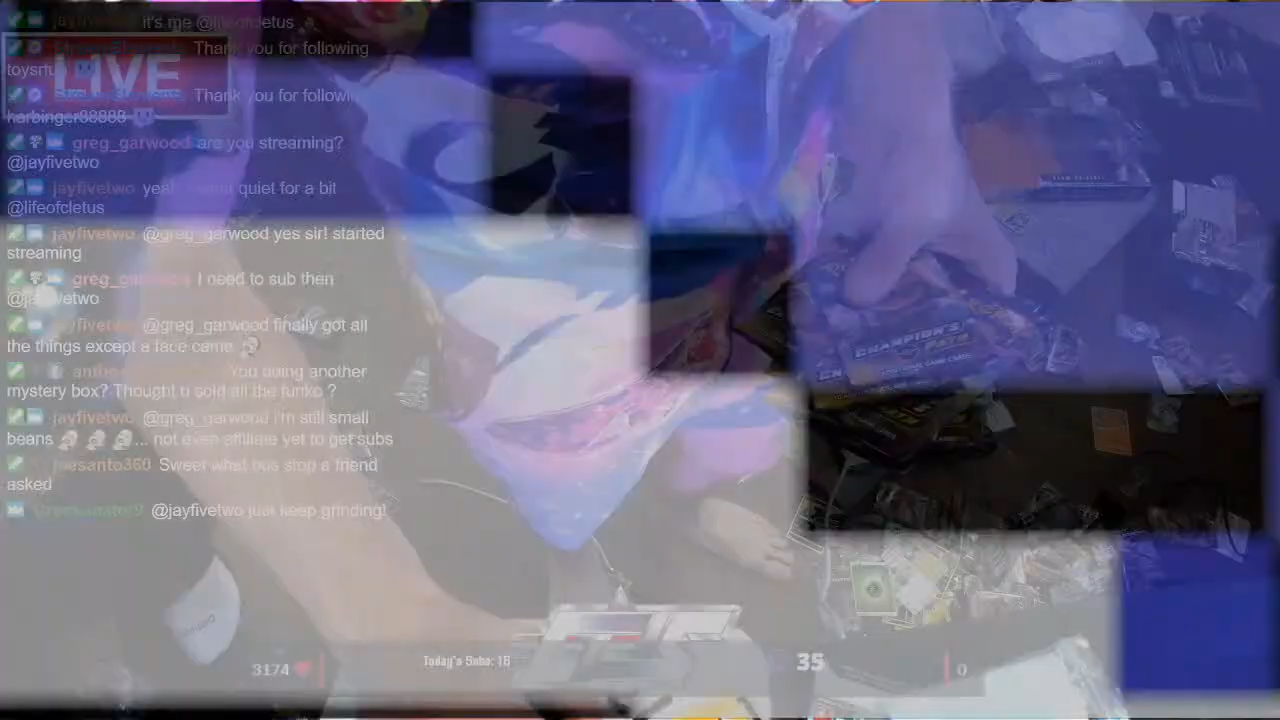 jayfivetwo it's me @lifeofcletus
Thank you for following
LIVE
Thank you for
harbinger88888
greg_garwood are you streaming?
@jayfivetwo
jayfivetwo quiet for a bit
@lifeofcletus
jayfivetwo @greg_garwood yes sir! started
streaming
I need to sub then
jayfivetwo @greg_garwood finally got all
the things except a face came
You doing another
mystery box? Thought u sold all the funko ?
jayfivetwo @greg_garwood i'm still small
beans ... not even affiliate yet to get subs
joesanto360 Sweet what bus stop a friend
asked
@jayfivetwo just keep grinding!
CHAMPION'S
PATH
3174
Today's Subs: 18
35
0